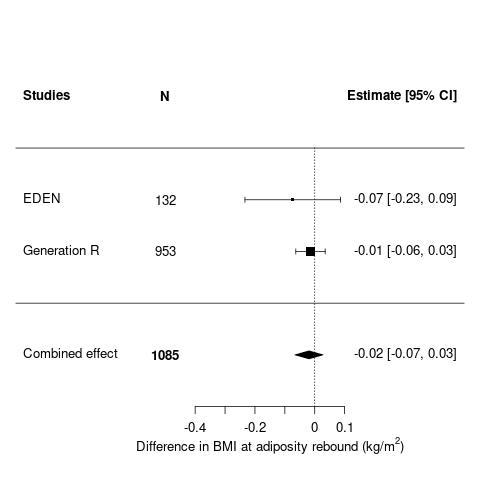 Studies N Estimate [95% CI]
EDEN 132 -0.07 [-0.23, 0.09]
Generation R 953 -0.01 [-0.06, 0.03]
Combined effect 1085 -0.02 [-0.07, 0.03]
-0.4 -0.2 0 0.1
Difference in BMI at adiposity rebound (kg/m²)